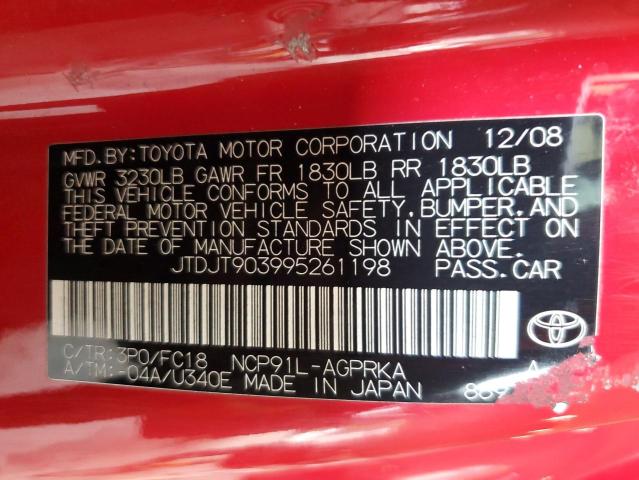 MFD.BY:TOYOTA MOTOR CORPORATION 12/08
GVWR 3230LB GAWR FR 1830LB RR 1830LB
THIS VEHICLE CONFORMS TO ALL APPLICABLE
FEDERAL MOTOR VEHICLE SAFETY,BUMPER,AND
THEFT PREVENTION STANDARDS IN EFFECT ON
THE DATE OF MANUFACTURE SHOWN ABOVE.
JTDJT903995261198 PASS.CAR
C/TR:3P0/FC18 NCP91L-AGPRKA
A/TM:-04A/U340E MADE IN JAPAN